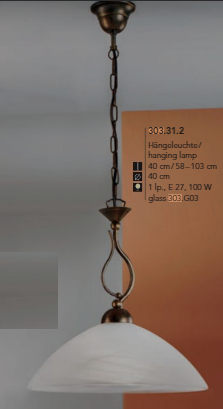 303.31.2
Hängeleuchte/
hanging lamp
40 cm/58–103 cm
40 cm
1 lp., E 27, 100 W
glass 303.G03